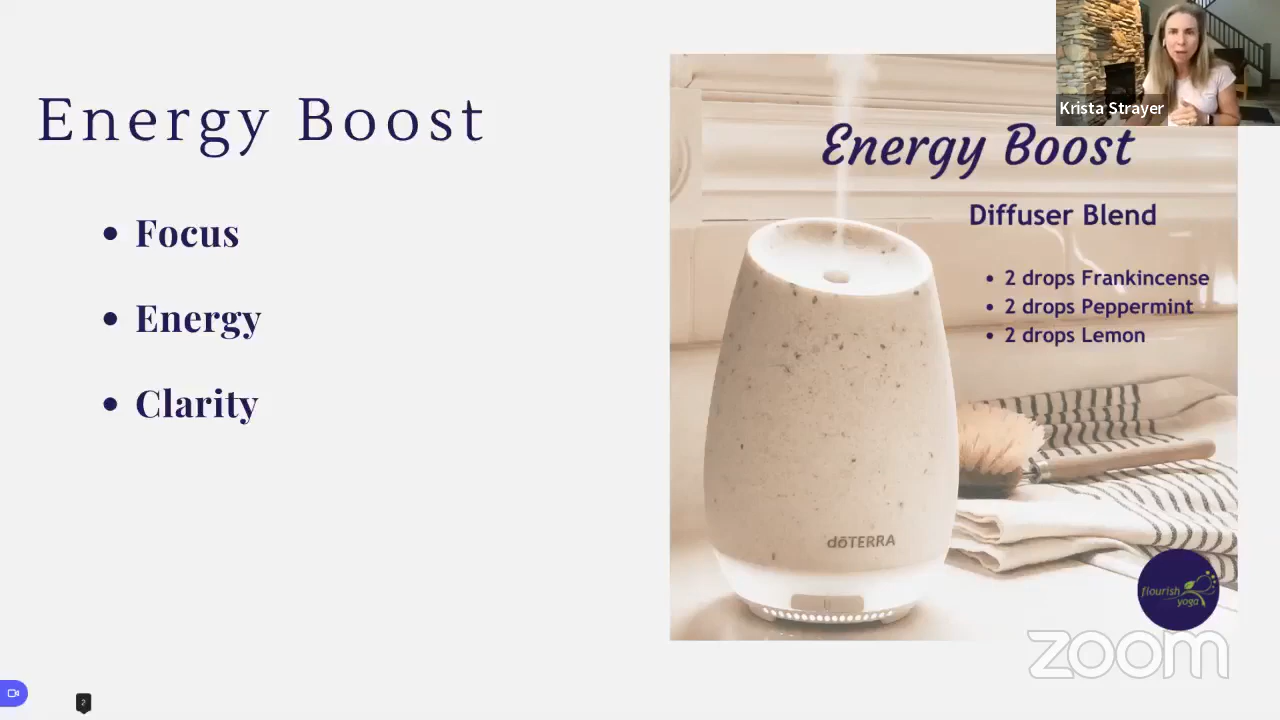 Energy Boost
Focus
Energy
Clarity
Krista Strayer
Energy Boost
Diffuser Blend
2 drops Frankincense
2 drops Peppermint
2 drops Lemon
dōTERRA
flourish
yoga
zoom
2